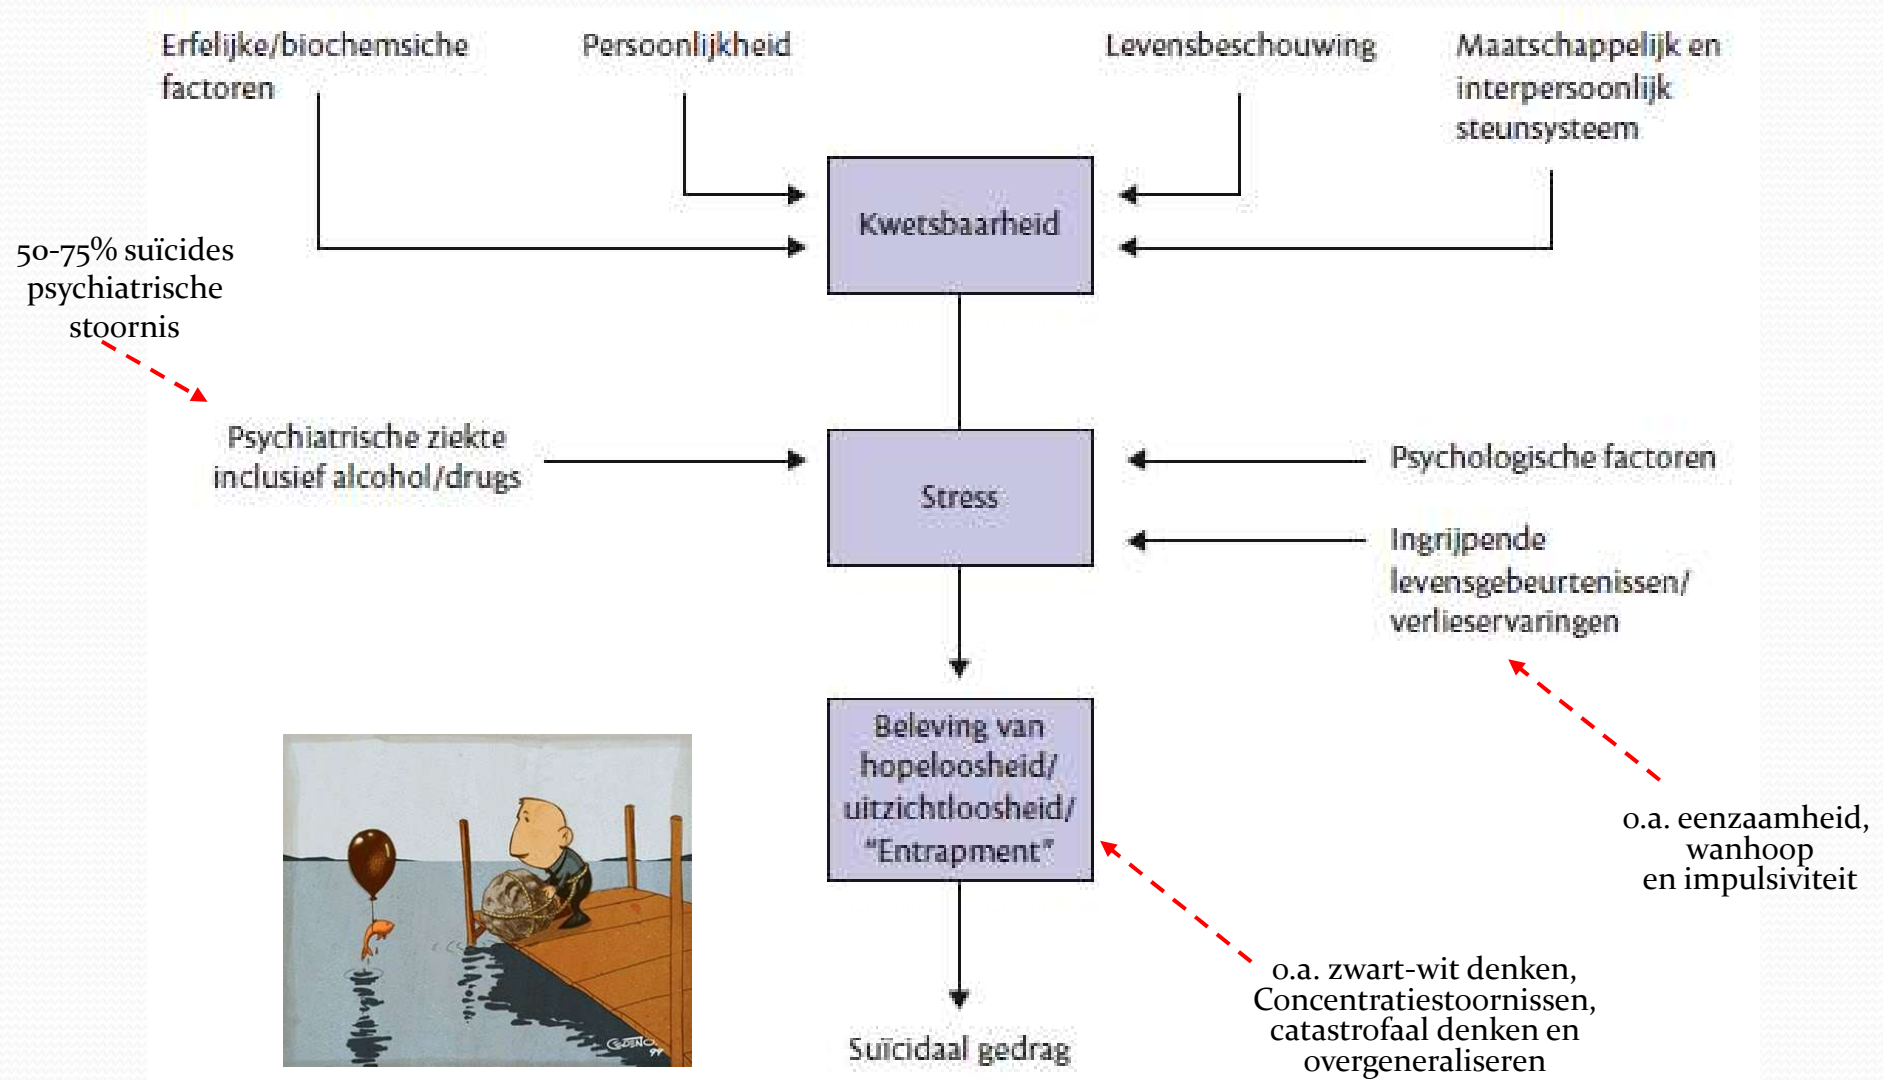 Erfelijke/biochemsiche
factoren
Persoonlijkheid
Levensbeschouwing
Maatschappelijk en
interpersoonlijk
steunsysteem
Kwetsbaarheid
50-75% suïcides
psychiatrische
stoornis
Psychiatrische ziekte
inclusief alcohol/drugs
Stress
Psychologische factoren
Ingrijpende
levensgebeurtenissen/
verlieservaringen
Beleving van
hopeloosheid/
uitzichtloosheid/
"Entrapment"
o.a. eenzaamheid,
wanhoop
en impulsiviteit
o.a. zwart-wit denken,
Concentratiestoornissen,
catastrofaal denken en
overgeneraliseren
Suïcidaal gedrag